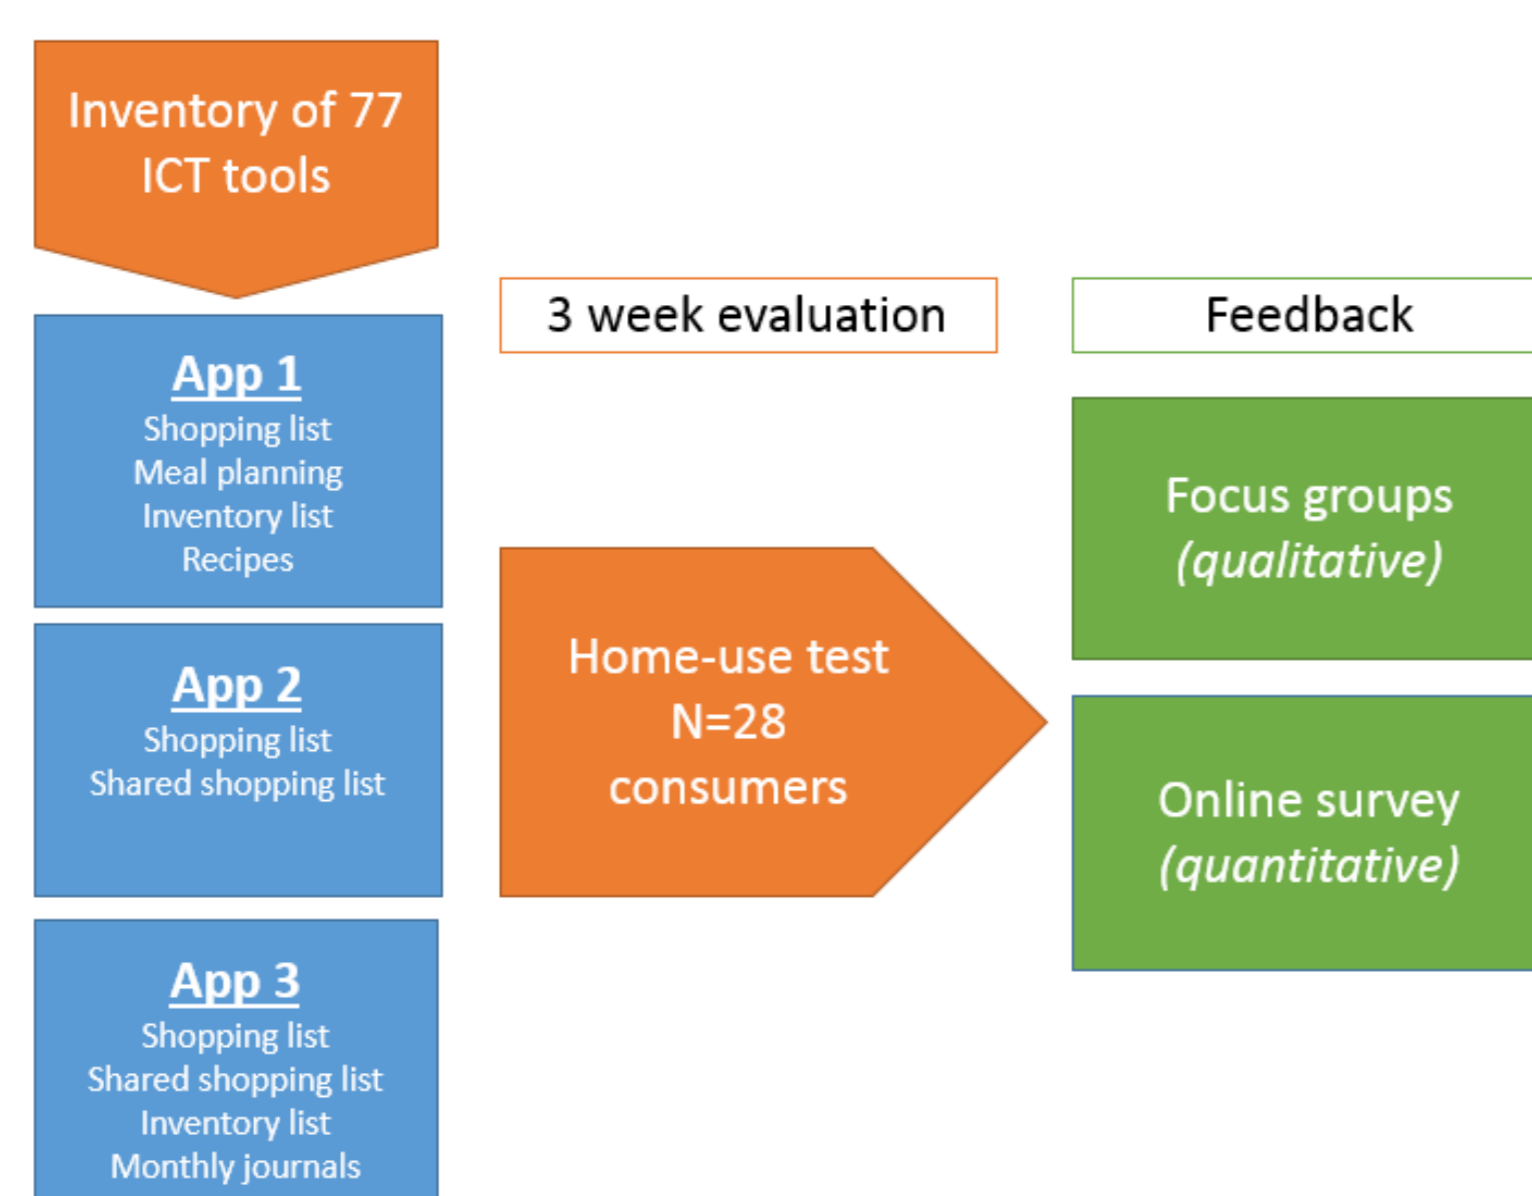 Inventory of 77
ICT tools
App 1
Shopping list
Meal planning
Inventory list
Recipes
App 2
Shopping list
Shared shopping list
App 3
Shopping list
Shared shopping list
Inventory list
Monthly journals
3 week evaluation
Home-use test
N=28
consumers
Feedback
Focus groups
(qualitative)
Online survey
(quantitative)